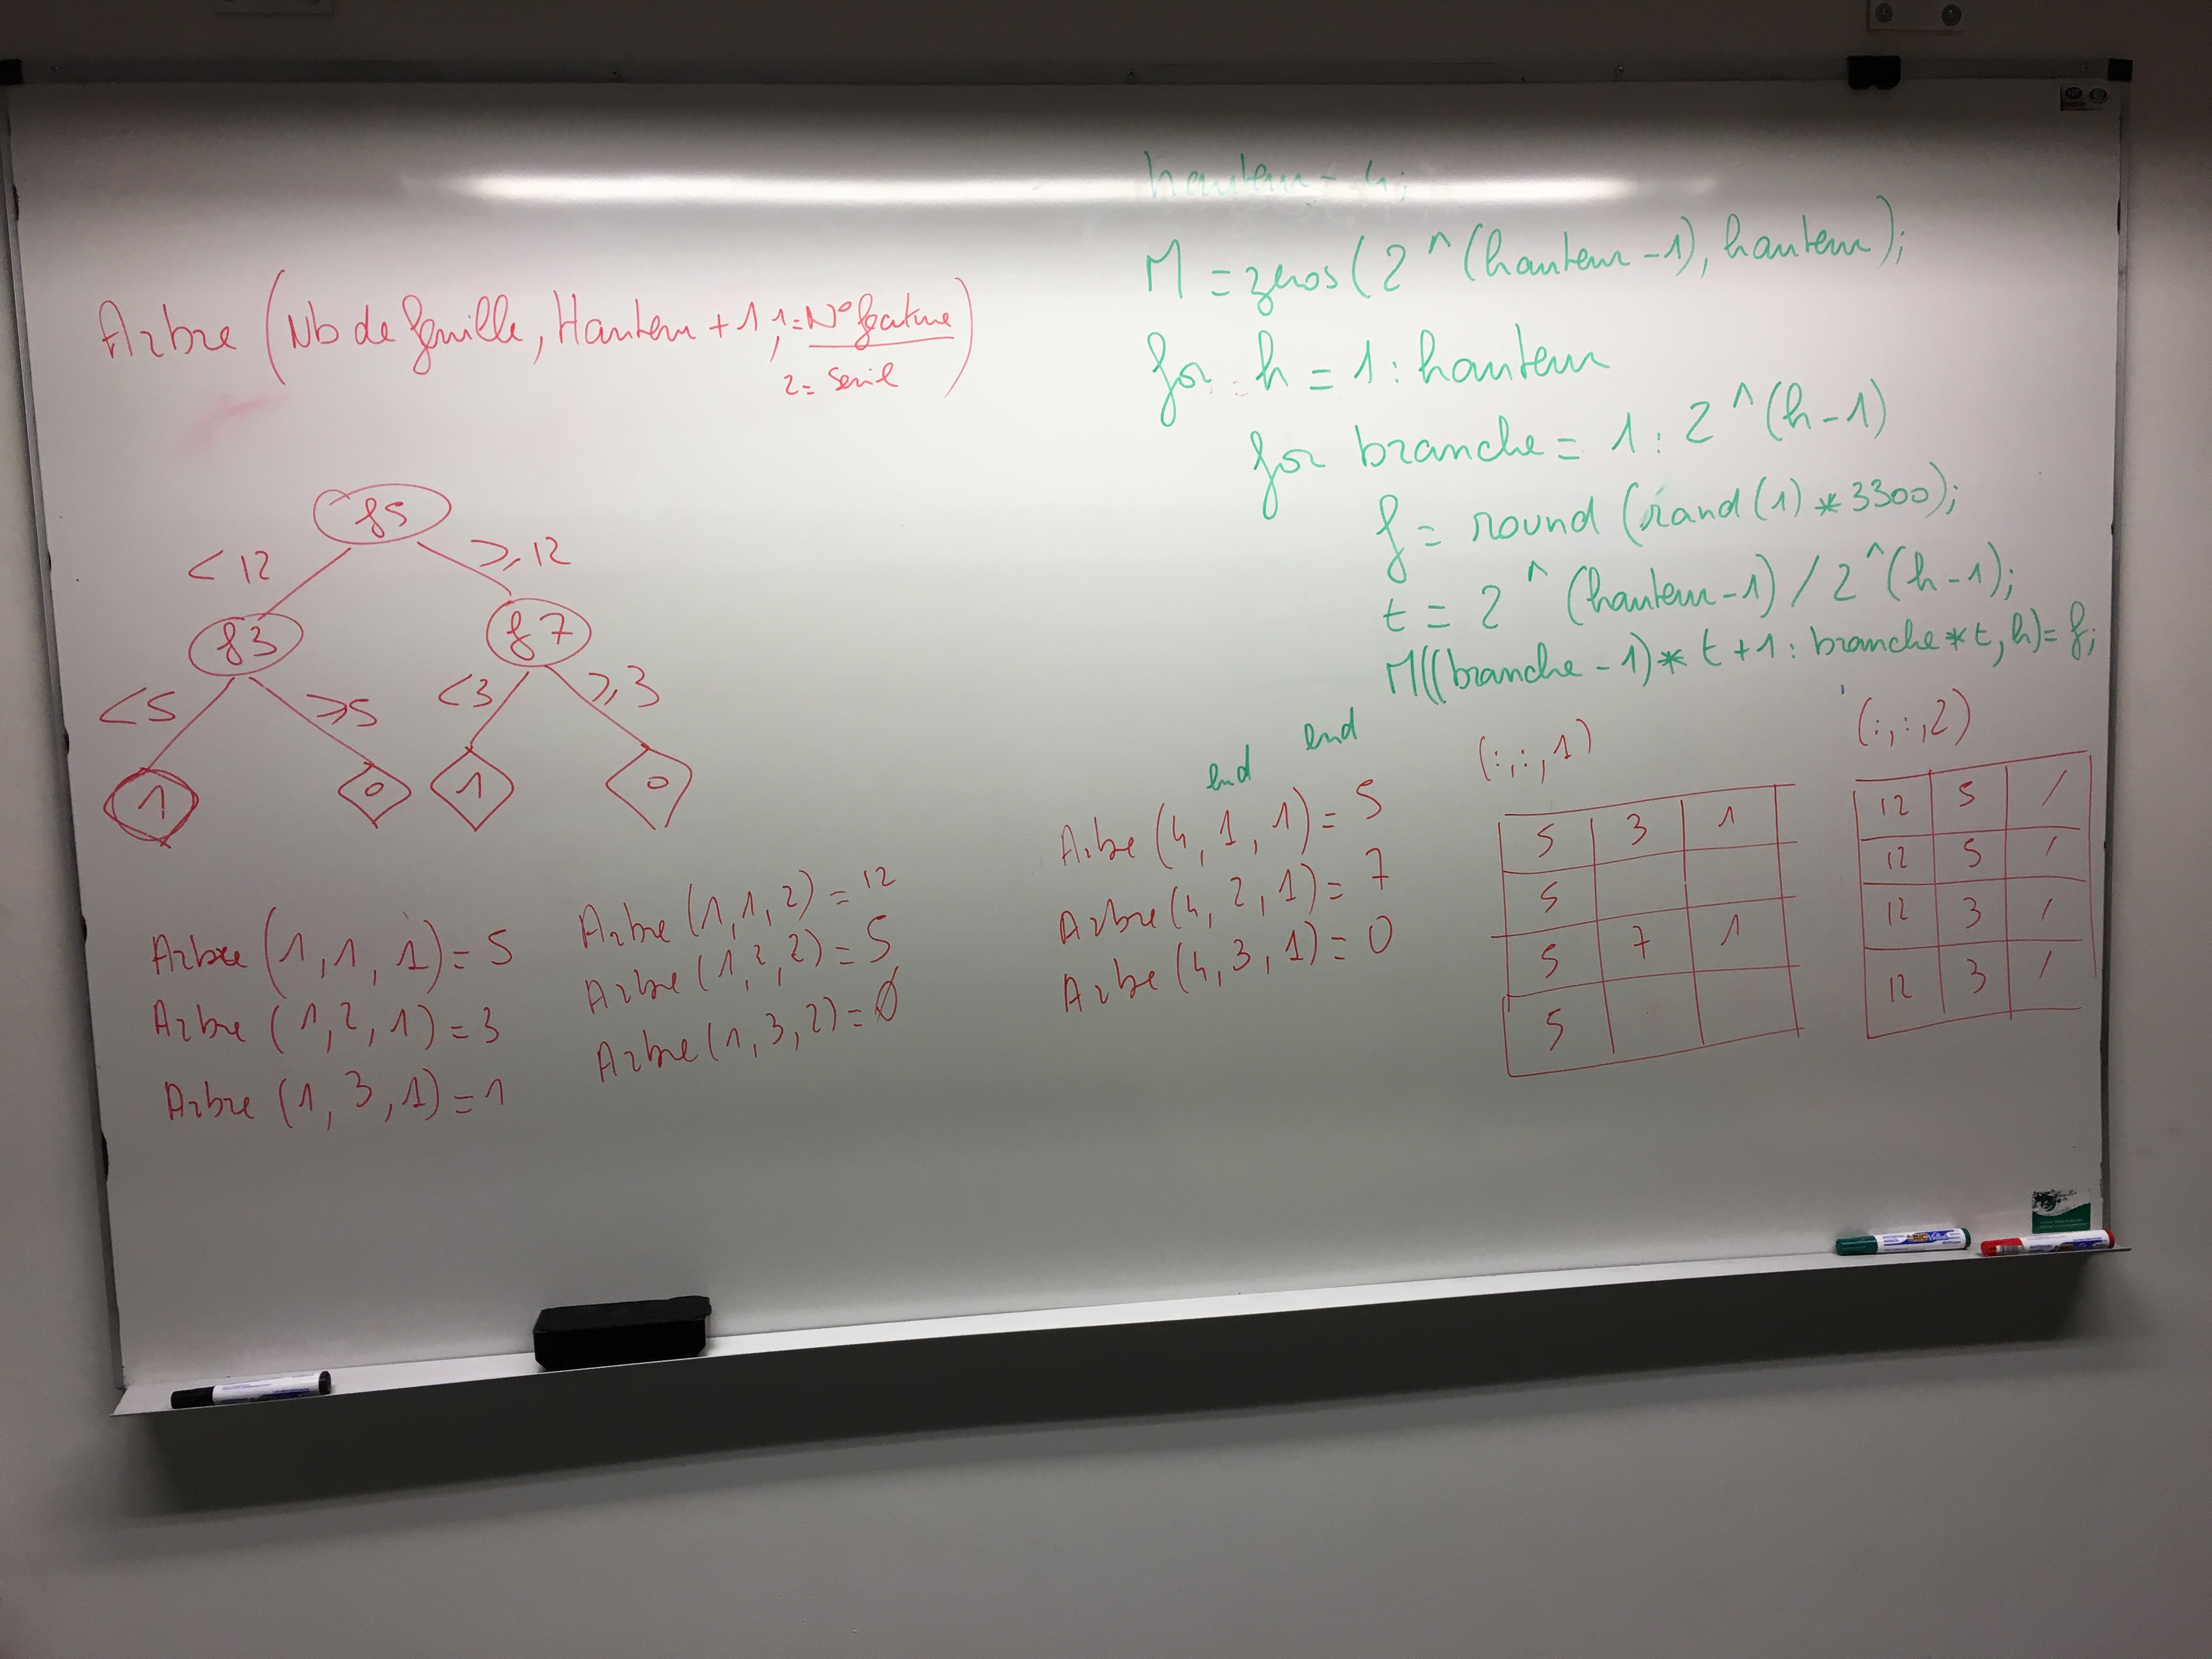 Arbre (Nb de feuille, Hauteur + 1, 1 = N° feature
2 = Seuil)
f5
< 12
≥ 12
f3
f7
< 5
≥ 5
< 3
≥ 3
1
0
1
0
Arbre (1, 1, 1) = 5
Arbre (1, 2, 1) = 3
Arbre (1, 3, 1) = 1
Arbre (1, 1, 2) = 12
Arbre (1, 2, 2) = 5
Arbre (1, 3, 2) = Ø
hauteur = 4;
M = zeros (2 ^ (hauteur - 1), hauteur);
for h = 1 : hauteur
for branche = 1 : 2 ^ (h - 1)
f = round (rand (1) * 3300);
t = 2 ^ (hauteur - 1) / 2 ^ (h - 1);
M((branche - 1) * t + 1 : branche * t, h) = f;
end
end
Arbre (4, 1, 1) = 5
Arbre (4, 2, 1) = 7
Arbre (4, 3, 1) = 0
(:, :, 1)
5 3 1
5
5 7 1
5
(:, :, 2)
12 5 /
12 5 /
12 3 /
12 3 /